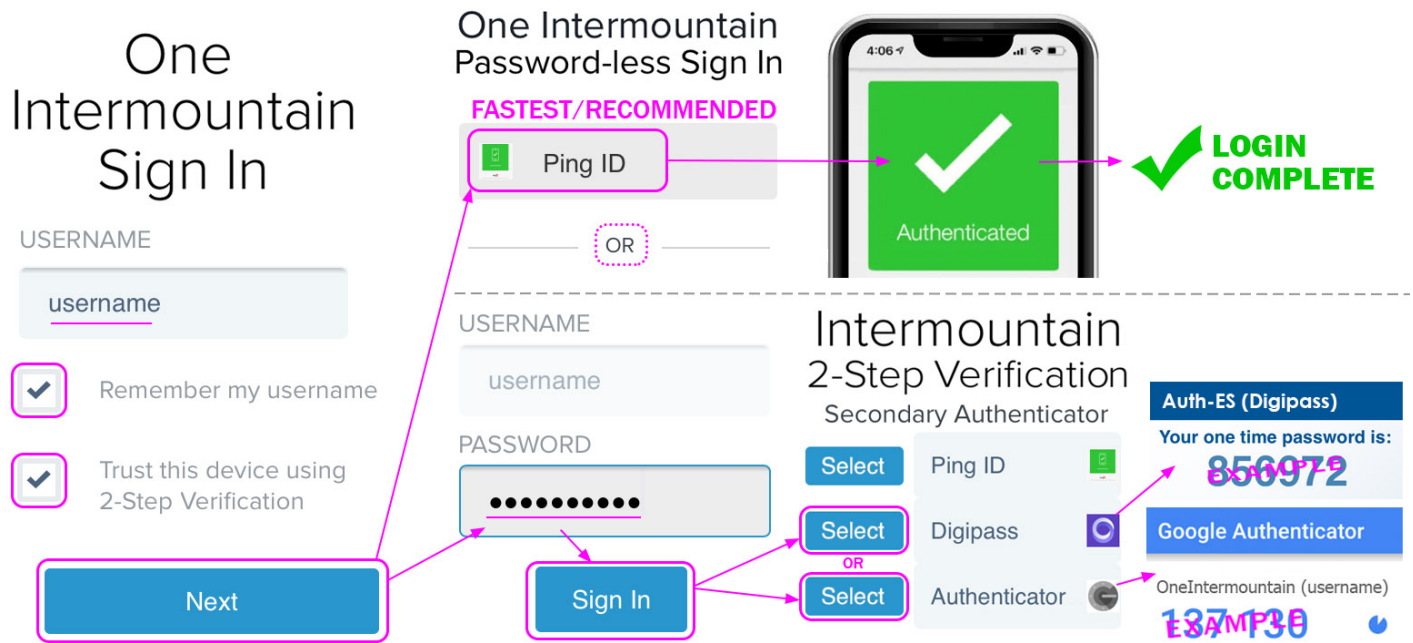 One
Intermountain
Sign In
USERNAME
username
Remember my username
Trust this device using
2-Step Verification
Next
One Intermountain
Password-less Sign In
FASTEST/RECOMMENDED
Ping ID
OR
4:06
Authenticated
LOGIN
COMPLETE
USERNAME
username
PASSWORD
Sign In
Intermountain
2-Step Verification
Secondary Authenticator
Select Ping ID
Select Digipass
OR
Select Authenticator
Auth-ES (Digipass)
Your one time password is:
856972
EXAMPLE
Google Authenticator
OneIntermountain (username)
137 130
EXAMPLE